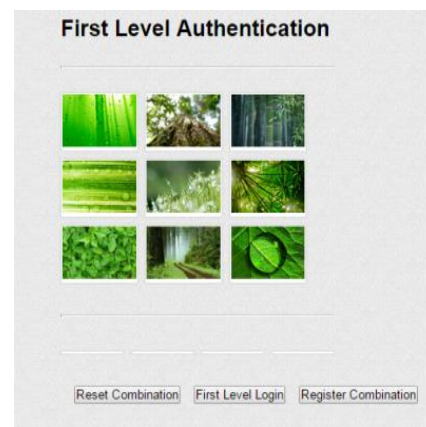 First Level Authentication
Reset Combination First Level Login Register Combination